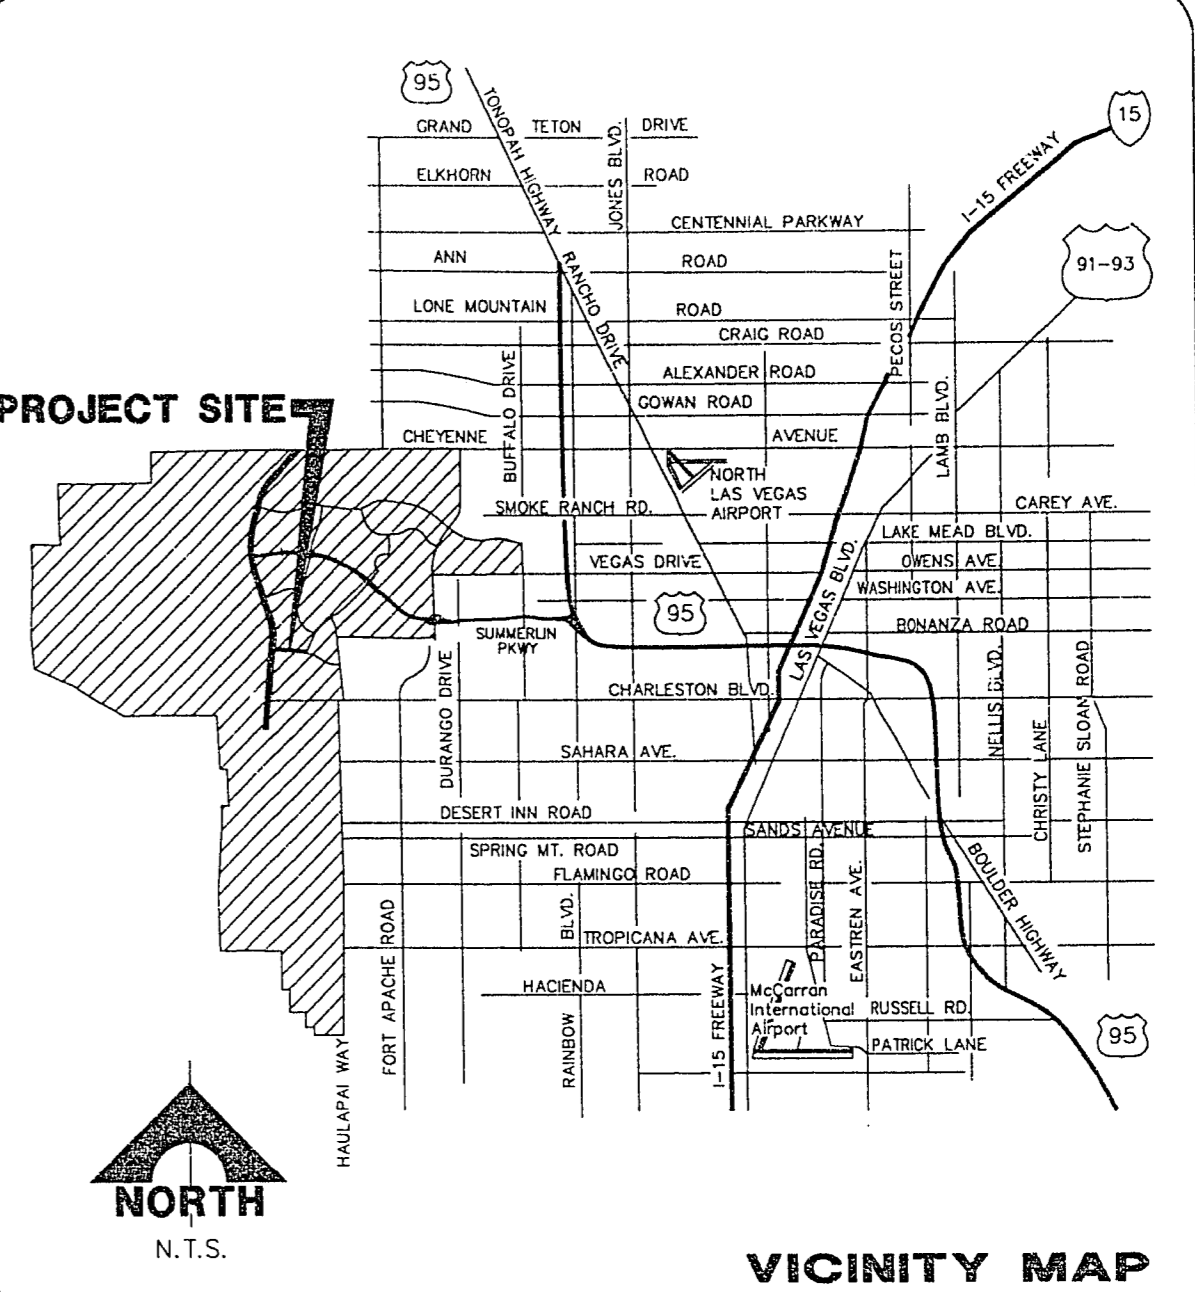 95
15
TONOPAH HIGHWAY
GRAND TETON DRIVE
JONES BLVD.
ELKHORN ROAD
I-15 FREEWAY
CENTENNIAL PARKWAY
91-93
ANN ROAD
RANCHO DRIVE
PECOS STREET
LONE MOUNTAIN ROAD
CRAIG ROAD
BUFFALO DRIVE
ALEXANDER ROAD
LAMB BLVD.
GOWAN ROAD
PROJECT SITE
CHEYENNE AVENUE
NORTH
LAS VEGAS
AIRPORT
SMOKE RANCH RD.
CAREY AVE.
LAKE MEAD BLVD.
VEGAS DRIVE
OWENS AVE.
LAS VEGAS BLVD.
WASHINGTON AVE.
95
BONANZA ROAD
SUMMERLIN
PKWY
DURANGO DRIVE
NELLIS BLVD.
STEPHANIE SLOAN ROAD
CHARLESTON BLVD.
CHRISTY LANE
SAHARA AVE.
DESERT INN ROAD
SANDS AVENUE
SPRING MT. ROAD
PARADISE RD.
EASTREN AVE.
BOULDER HIGHWAY
FLAMINGO ROAD
FORT APACHE ROAD
RAINBOW BLVD.
TROPICANA AVE.
I-15 FREEWAY
HACIENDA
McCarran
International
Airport
RUSSELL RD.
PATRICK LANE
95
HAULAPAI WAY
NORTH
N.T.S.
VICINITY MAP